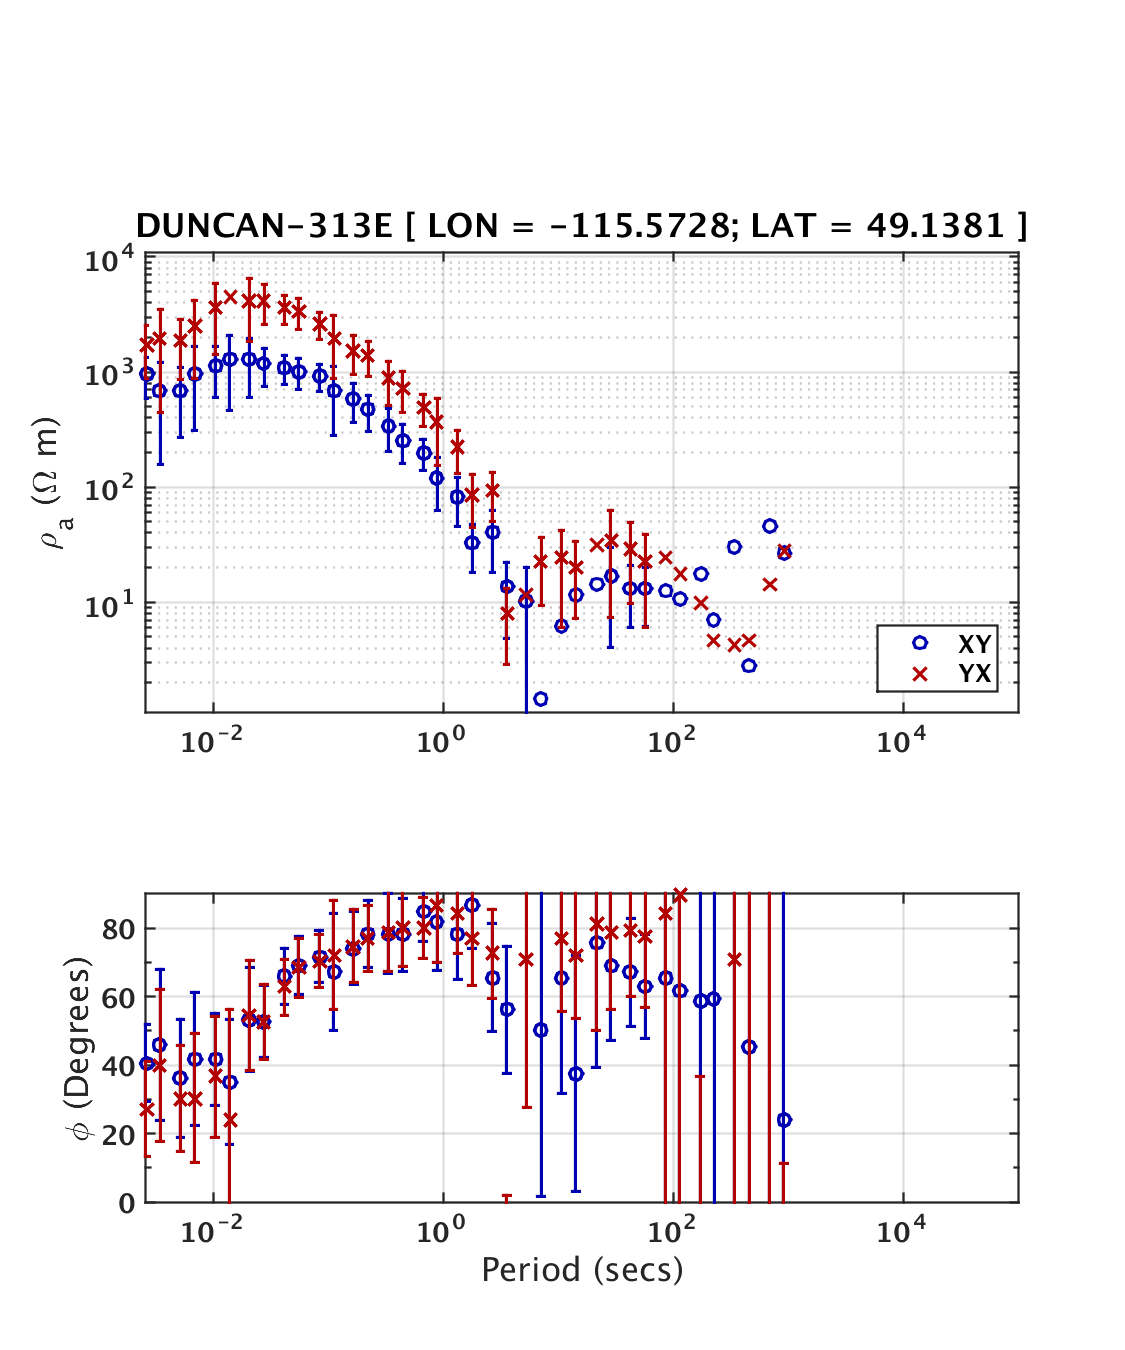 DUNCAN-313E [ LON = -115.5728; LAT = 49.1381 ]
10^4
10^3
10^2
10^1
ρ_a (Ω m)
XY
YX
10^-2 10^0 10^2 10^4
80
60
40
20
0
ϕ (Degrees)
10^-2 10^0 10^2 10^4
Period (secs)